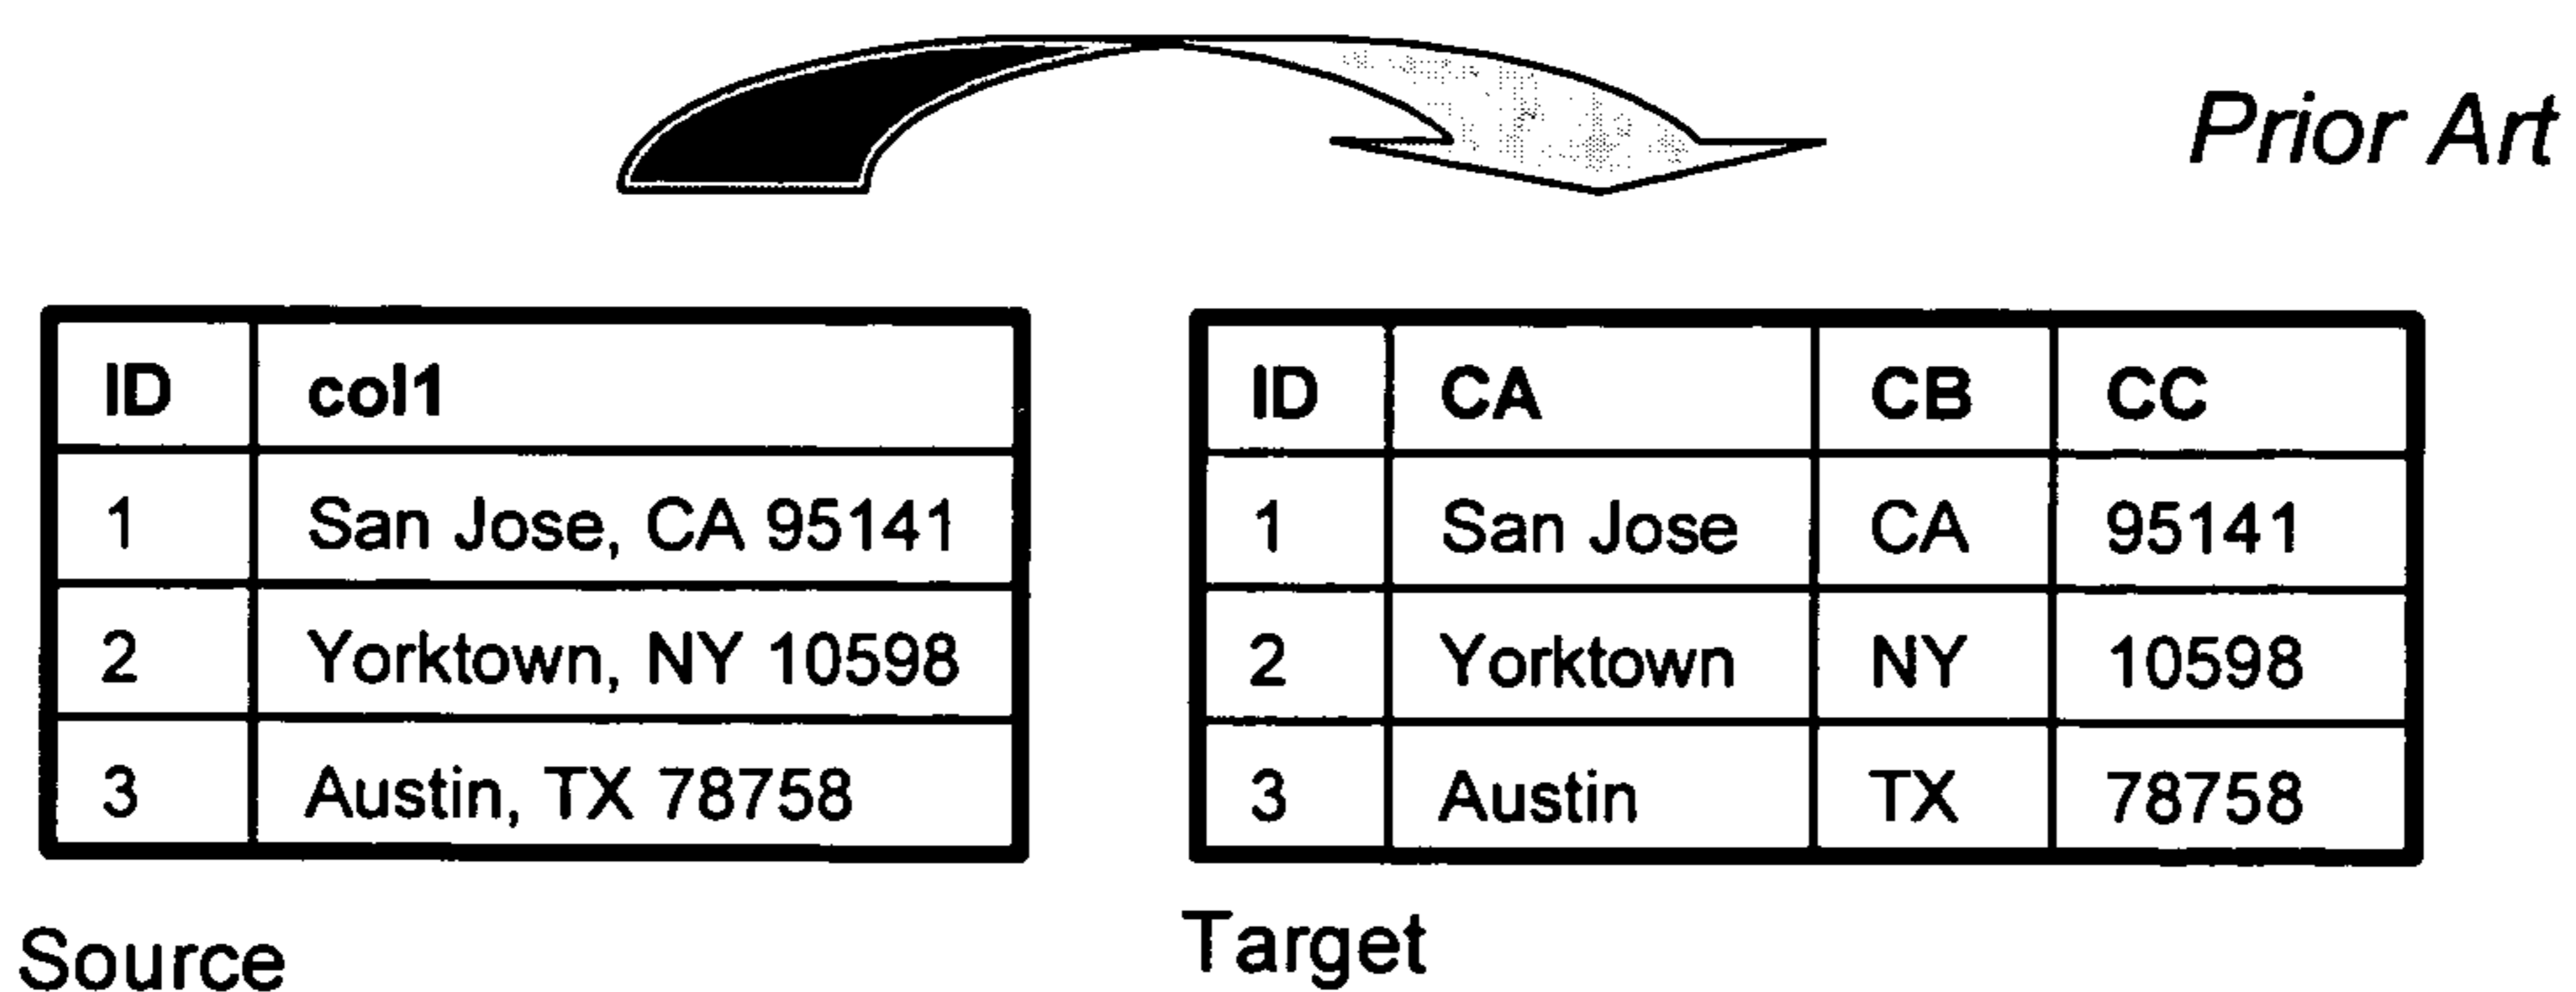 Prior Art
ID col1
1 San Jose, CA 95141
2 Yorktown, NY 10598
3 Austin, TX 78758
Source
ID CA CB CC
1 San Jose CA 95141
2 Yorktown NY 10598
3 Austin TX 78758
Target